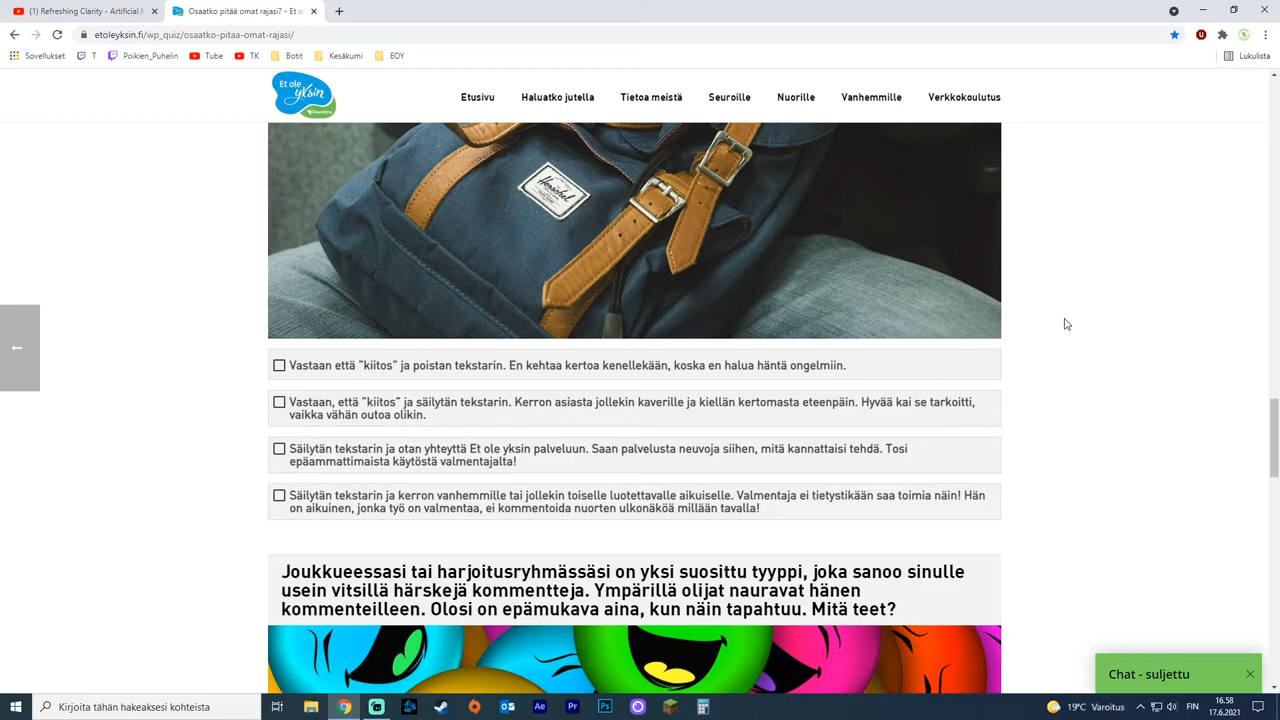 (1) Refreshing Clarity - Artificial.M
Osaatko pitää omat rajasi? - Et ol
etoleyksin.fi/wp_quiz/osaatko-pitaa-omat-rajasi/
Sovellukset
T
Poikien_Puhelin
Tube
TK
Botit
Kesäkumi
EOY
Lukulista
Et ole
yksin
Etusivu
Haluatko jutella
Tietoa meistä
Seuroille
Nuorille
Vanhemmille
Verkkokoulutus
Herschel
Vastaan että ”kiitos” ja poistan tekstarin. En kehtaa kertoa kenellekään, koska en halua häntä ongelmiin.
Vastaan, että ”kiitos” ja säilytän tekstarin. Kerron asiasta jollekin kaverille ja kiellän kertomasta eteenpäin. Hyvää kai se tarkoitti,
vaikka vähän outoa olikin.
Säilytän tekstarin ja otan yhteyttä Et ole yksin palveluun. Saan palvelusta neuvoja siihen, mitä kannattaisi tehdä. Tosi
epäammattimaista käytöstä valmentajalta!
Säilytän tekstarin ja kerron vanhemmille tai jollekin toiselle luotettavalle aikuiselle. Valmentaja ei tietystikään saa toimia näin! Hän
on aikuinen, jonka työ on valmentaa, ei kommentoida nuorten ulkonäköä millään tavalla!
Joukkueessasi tai harjoitusryhmässäsi on yksi suosittu tyyppi, joka sanoo sinulle
usein vitsillä härskejä kommentteja. Ympärillä olijat nauravat hänen
kommenteilleen. Olosi on epämukava aina, kun näin tapahtuu. Mitä teet?
Chat - suljettu
Kirjoita tähän hakeaksesi kohteista
19°C Varoitus
FIN
16.58
17.6.2021